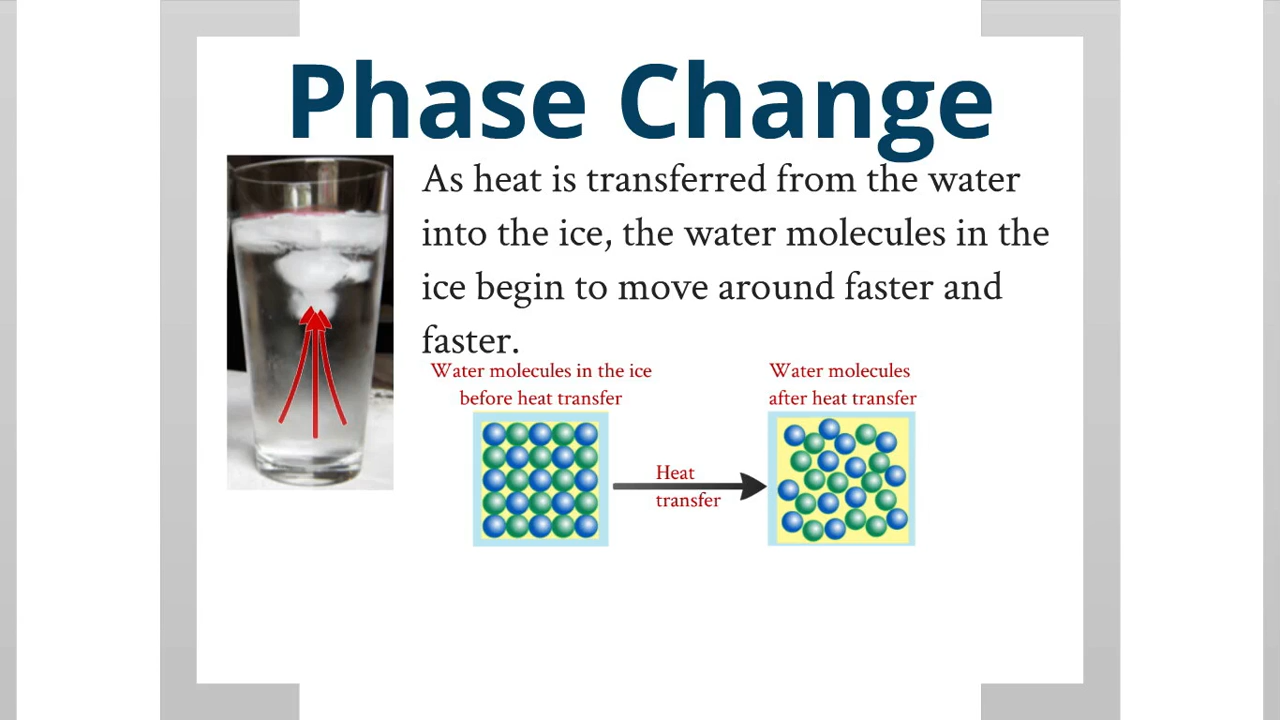 Phase Change
As heat is transferred from the water
into the ice, the water molecules in the
ice begin to move around faster and
faster.
Water molecules in the ice
before heat transfer
Water molecules
after heat transfer
Heat
transfer